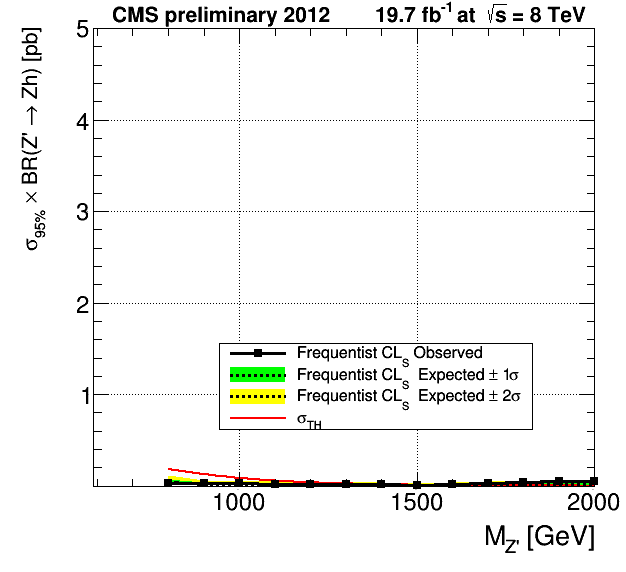 CMS preliminary 2012 19.7 fb⁻¹ at √s = 8 TeV
σ95% × BR(Z' → Zh) [pb]
5
4
3
2
1
Frequentist CLS Observed
Frequentist CLS Expected ± 1σ
Frequentist CLS Expected ± 2σ
σTH
1000 1500 2000
MZ' [GeV]